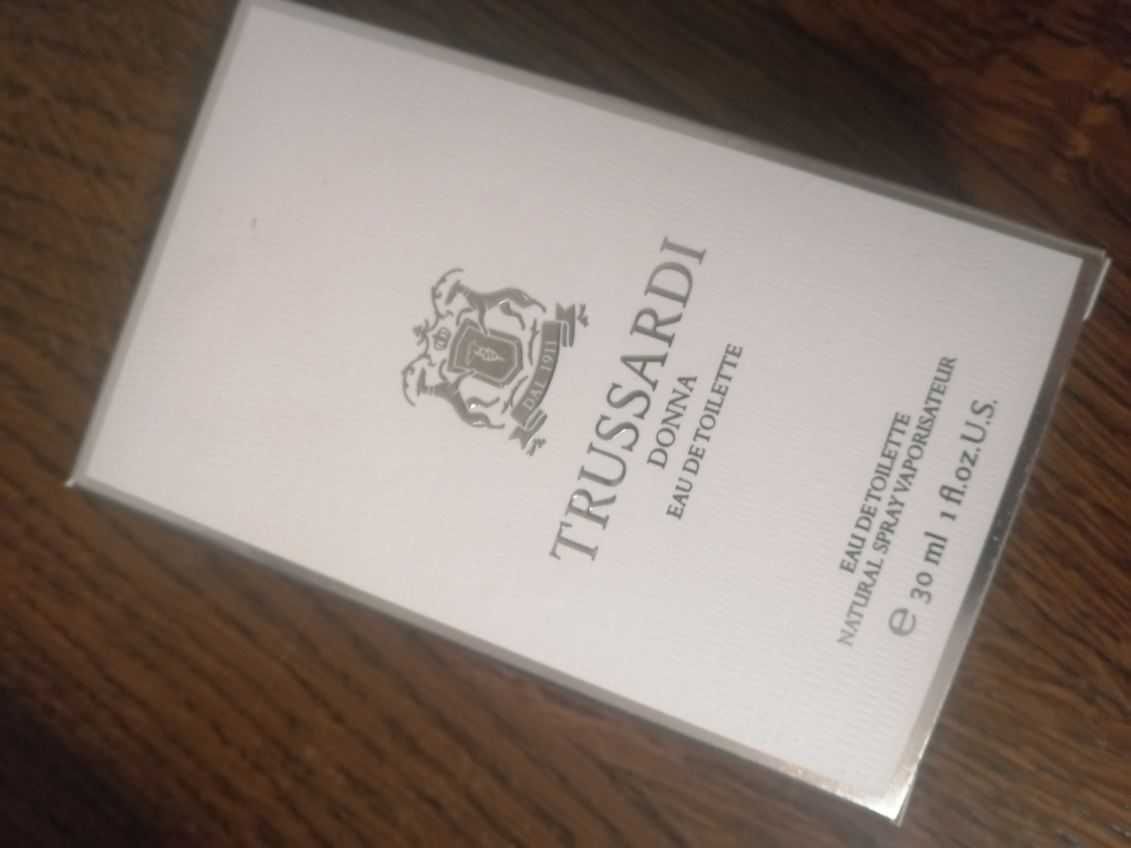 DAL 1911
TRUSSARDI
DONNA
EAU DE TOILETTE
EAU DE TOILETTE
NATURAL SPRAY VAPORISATEUR
e 30 ml 1 fl.oz.U.S.